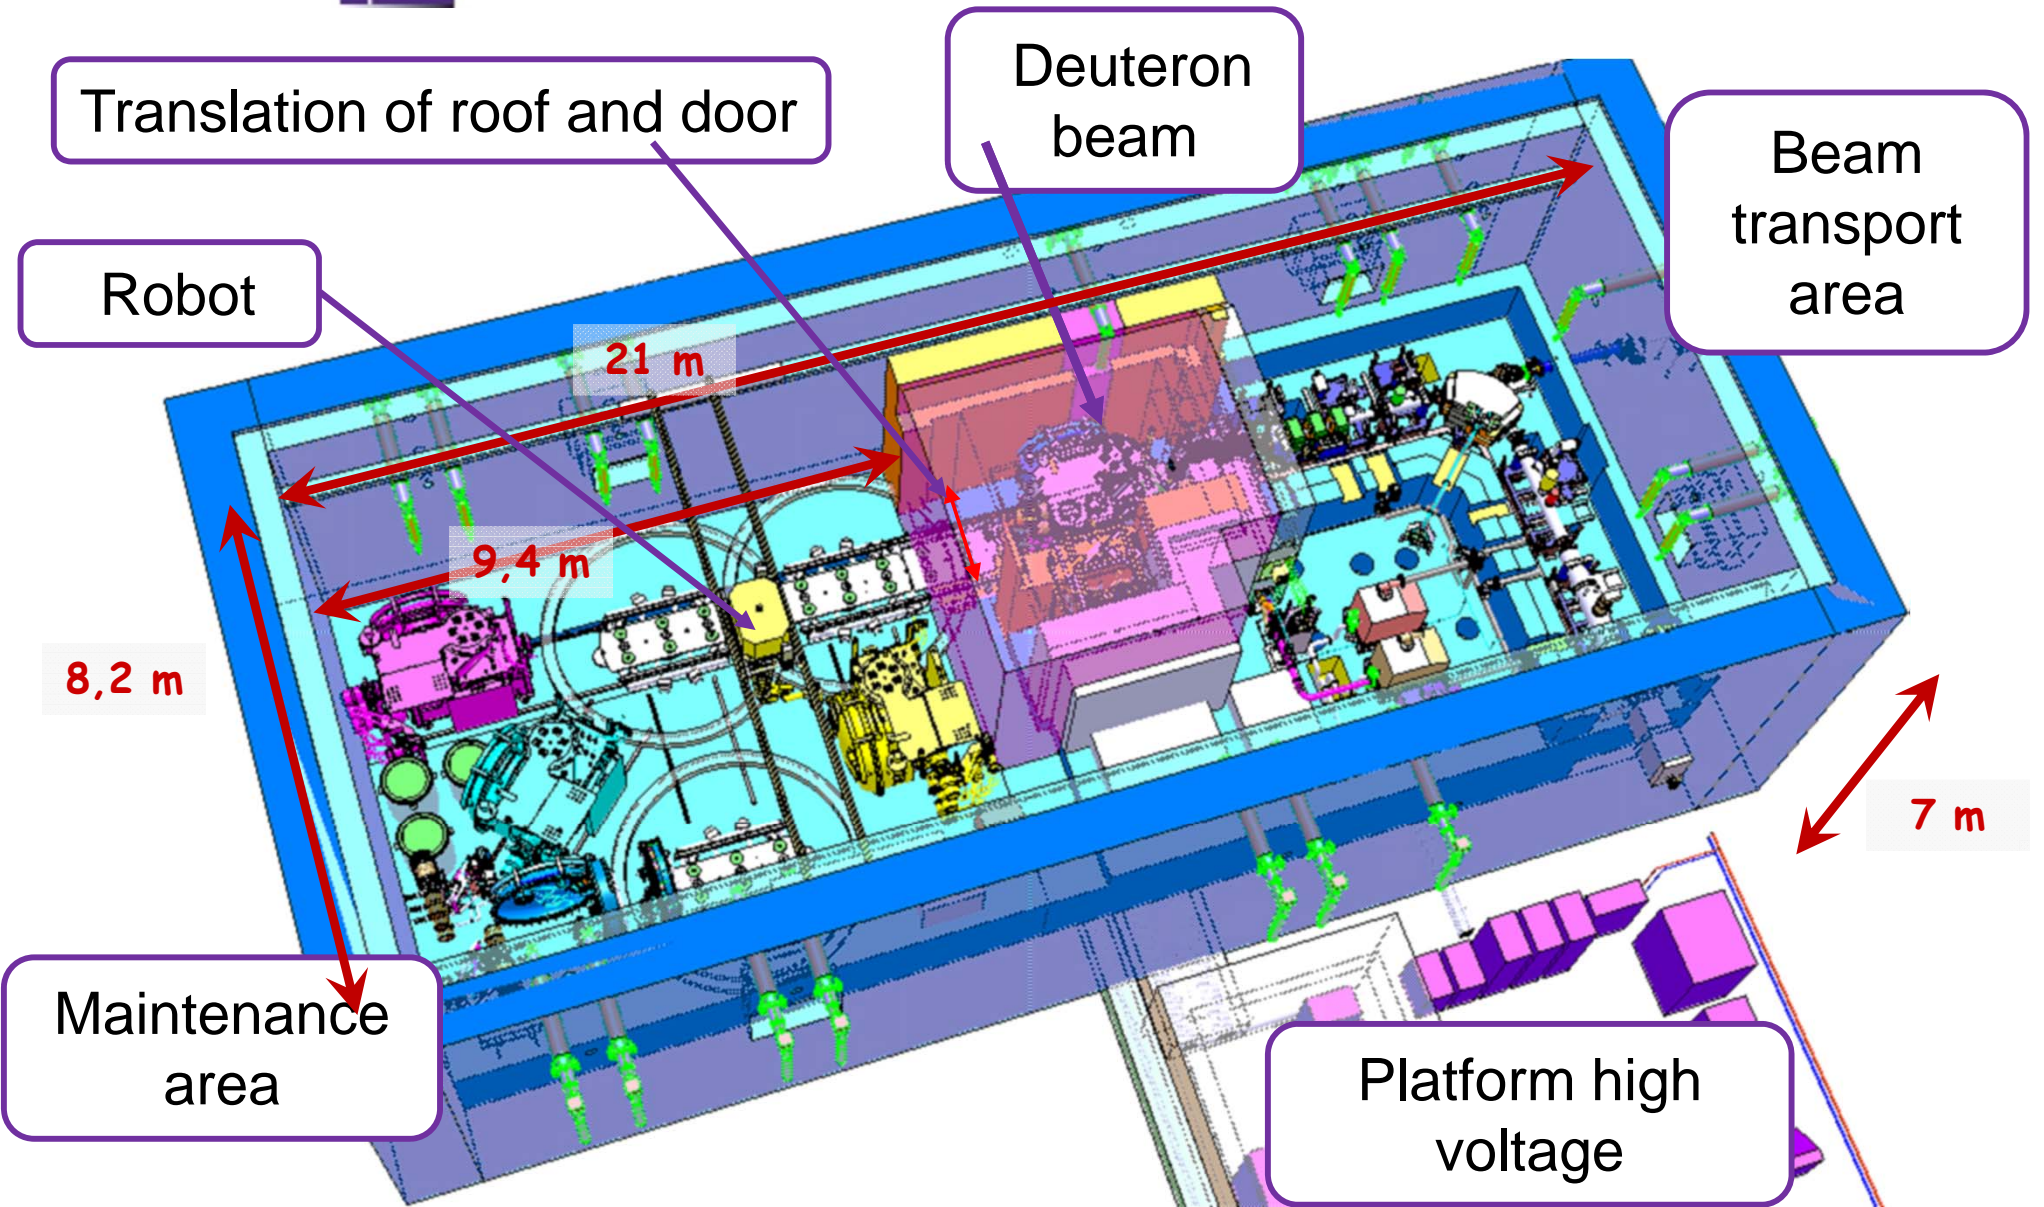 Translation of roof and door
Deuteron
beam
Beam
transport
area
Robot
21 m
9,4 m
8,2 m
7 m
Maintenance
area
Platform high
voltage